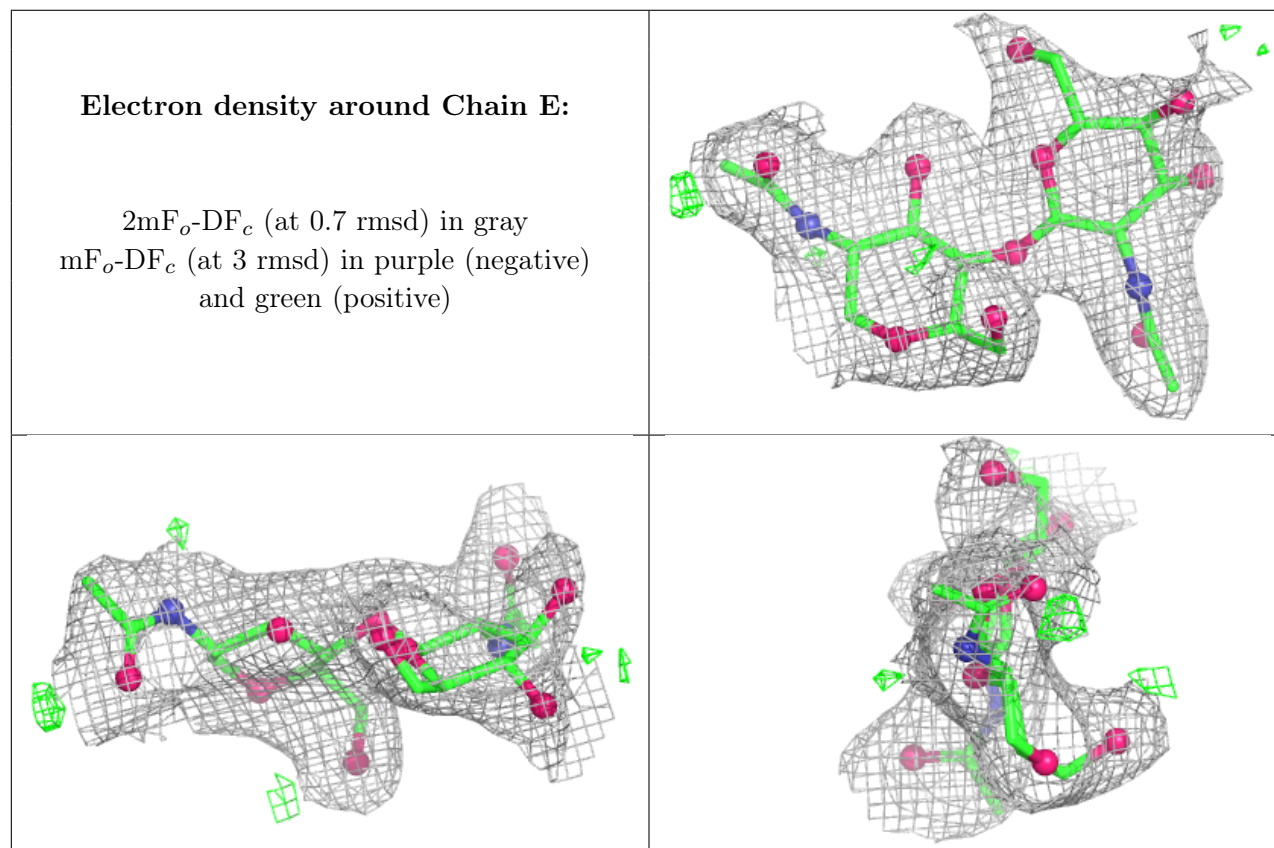 Electron density around Chain E:
2mFₒ-DF𝒸 (at 0.7 rmsd) in gray
mFₒ-DF𝒸 (at 3 rmsd) in purple (negative)
and green (positive)